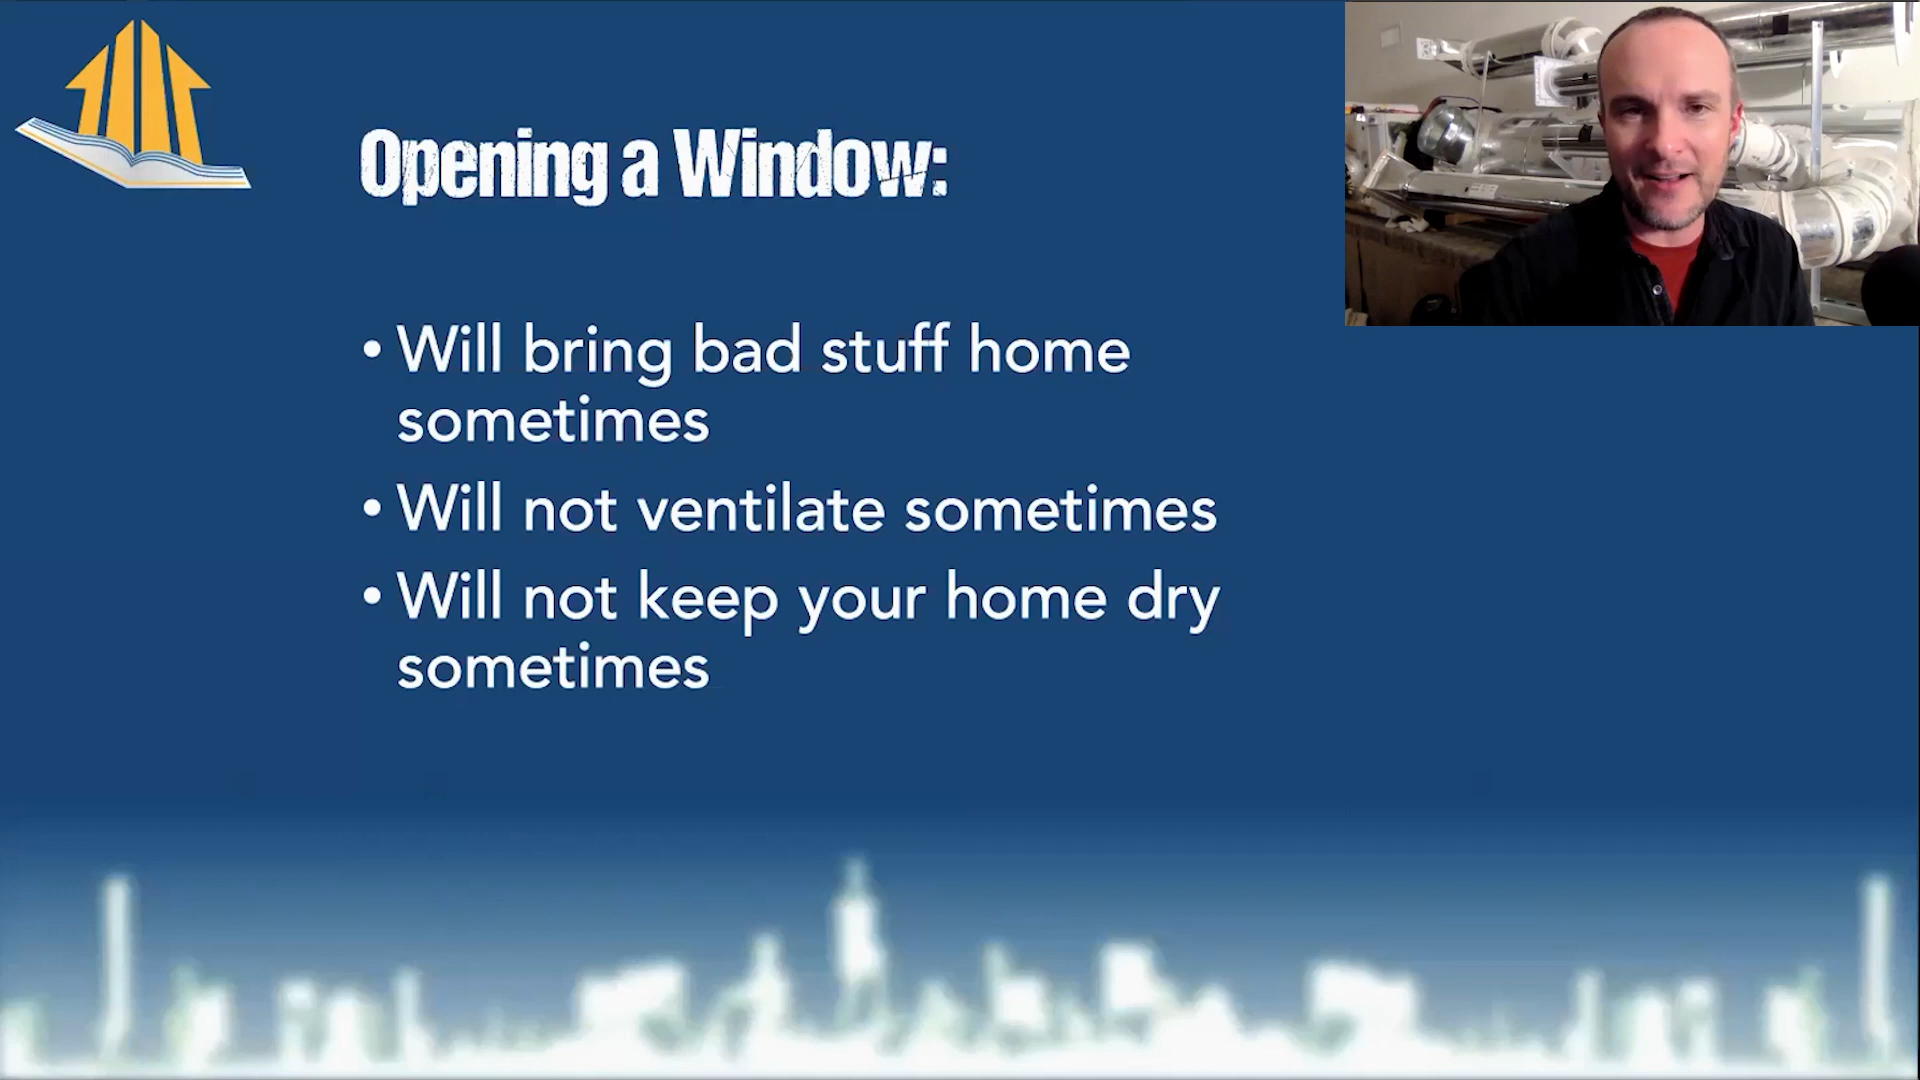 Opening a Window:
• Will bring bad stuff home
sometimes
• Will not ventilate sometimes
• Will not keep your home dry
sometimes